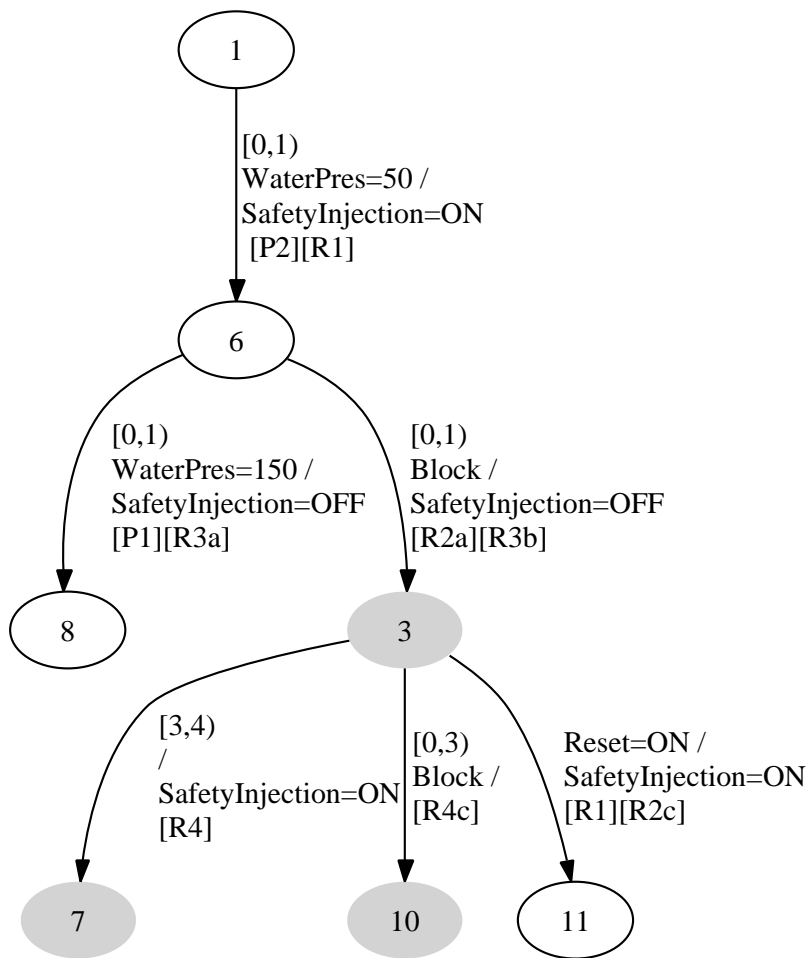 1
[0,1)
WaterPres=50 /
SafetyInjection=ON
[P2][R1]
6
[0,1)
WaterPres=150 /
SafetyInjection=OFF
[P1][R3a]
[0,1)
Block /
SafetyInjection=OFF
[R2a][R3b]
8
3
[3,4)
/
SafetyInjection=ON
[R4]
[0,3)
Block /
[R4c]
Reset=ON /
SafetyInjection=ON
[R1][R2c]
7
10
11